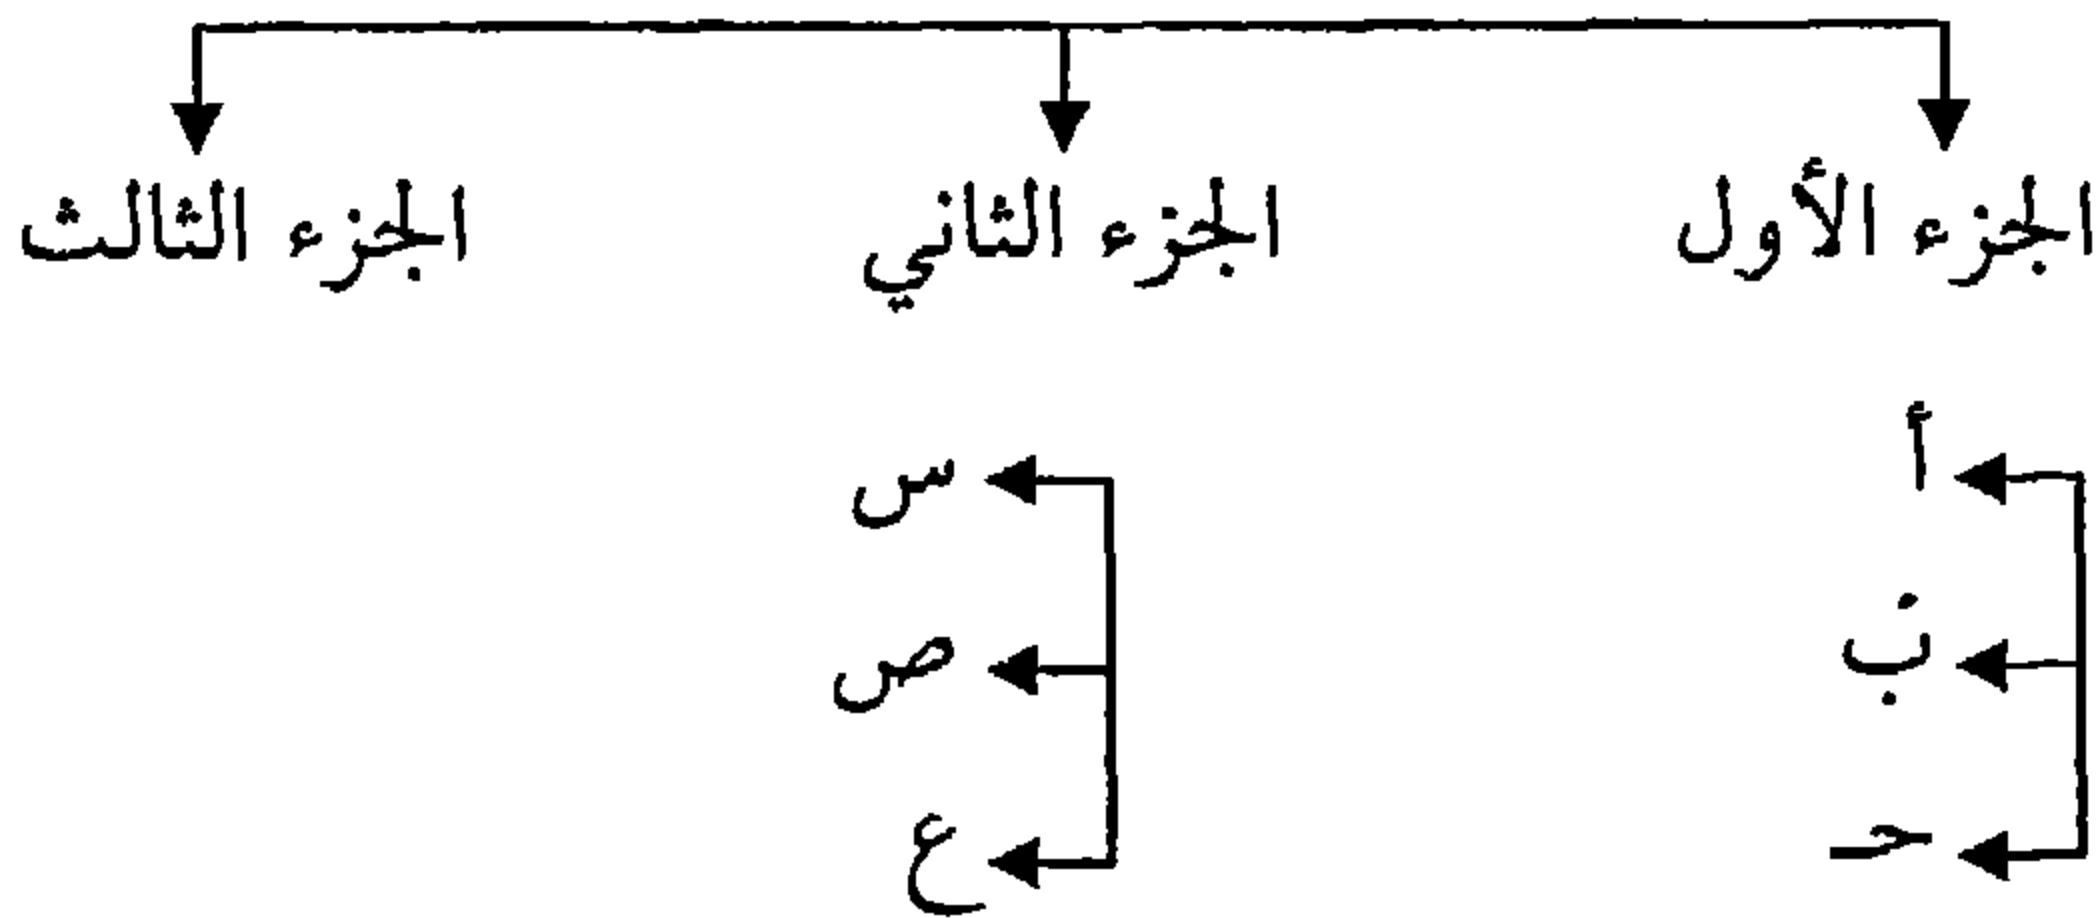 الجزء الأول الجزء الثاني الجزء الثالث
أ س
ب ص
حـ ع